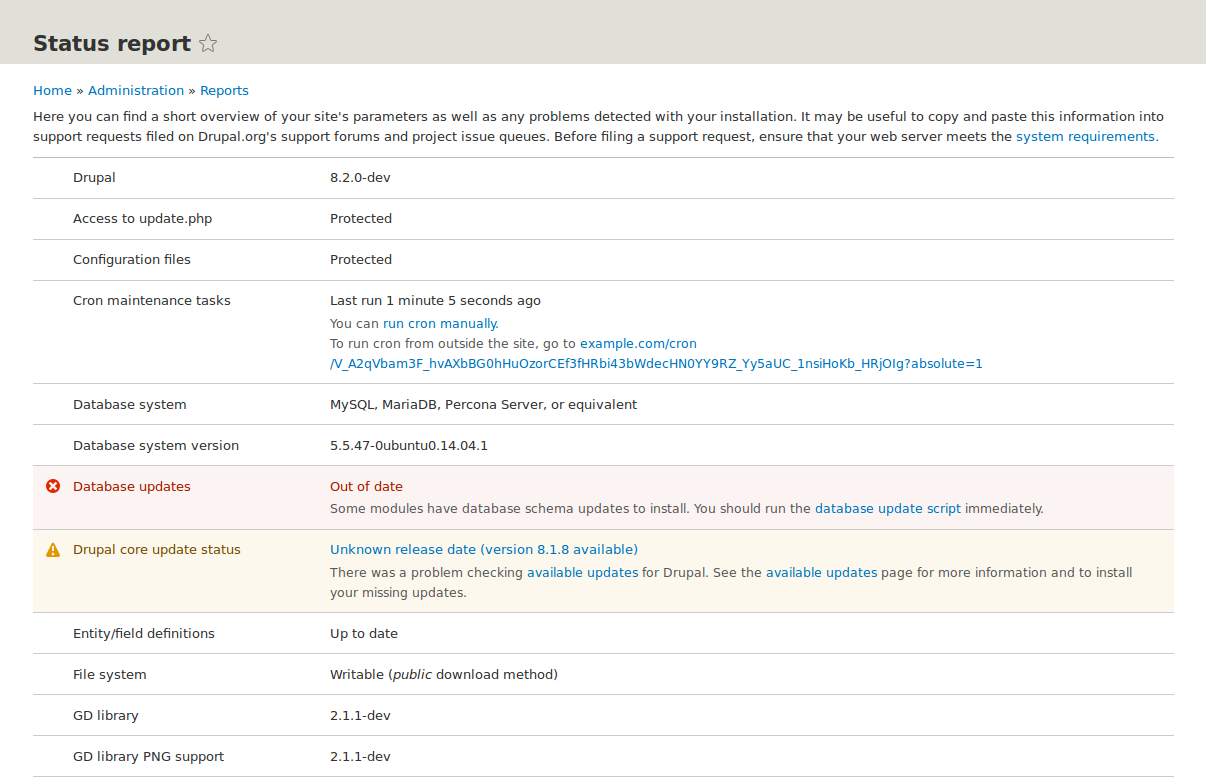 Status report
Home » Administration » Reports
Here you can find a short overview of your site's parameters as well as any problems detected with your installation. It may be useful to copy and paste this information into
support requests filed on Drupal.org's support forums and project issue queues. Before filing a support request, ensure that your web server meets the system requirements.
Drupal 8.2.0-dev
Access to update.php Protected
Configuration files Protected
Cron maintenance tasks Last run 1 minute 5 seconds ago
You can run cron manually.
To run cron from outside the site, go to example.com/cron
/V_A2qVbam3F_hvAXbBG0hHuOzorCEf3fHRbi43bWdecHN0YY9RZ_Yy5aUC_1nsiHoKb_HRjOIg?absolute=1
Database system MySQL, MariaDB, Percona Server, or equivalent
Database system version 5.5.47-0ubuntu0.14.04.1
Database updates Out of date
Some modules have database schema updates to install. You should run the database update script immediately.
Drupal core update status Unknown release date (version 8.1.8 available)
There was a problem checking available updates for Drupal. See the available updates page for more information and to install
your missing updates.
Entity/field definitions Up to date
File system Writable (public download method)
GD library 2.1.1-dev
GD library PNG support 2.1.1-dev